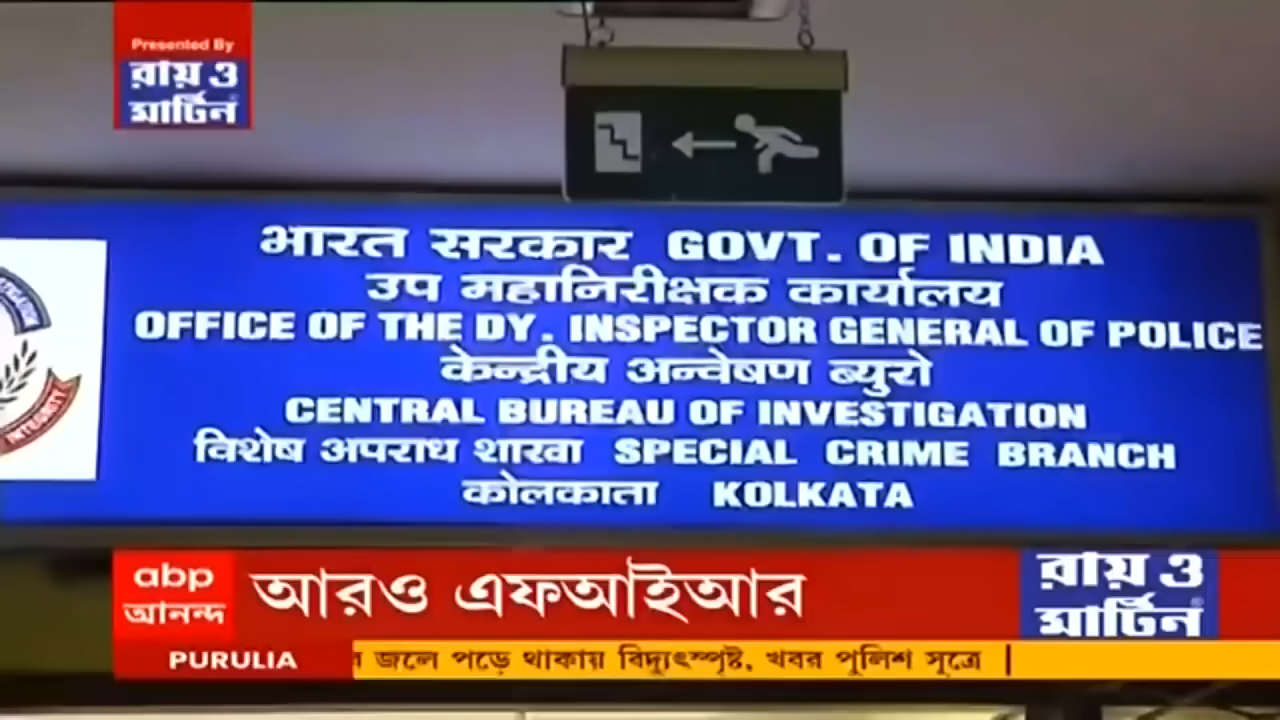 Presented By
রায় ও
মার্টিন
भारत सरकार GOVT. OF INDIA
उप महानिरीक्षक कार्यालय
OFFICE OF THE DY. INSPECTOR GENERAL OF POLICE
केन्द्रीय अन्वेषण ब्युरो
CENTRAL BUREAU OF INVESTIGATION
विशेष अपराध शाखा SPECIAL CRIME BRANCH
कोलकाता KOLKATA
INTEGRITY
abp
আনন্দ
আরও এফআইআর
রায় ও
মার্টিন
PURULIA
জলে পড়ে থাকায় বিদ্যুৎস্পৃষ্ট, খবর পুলিশ সূত্রে